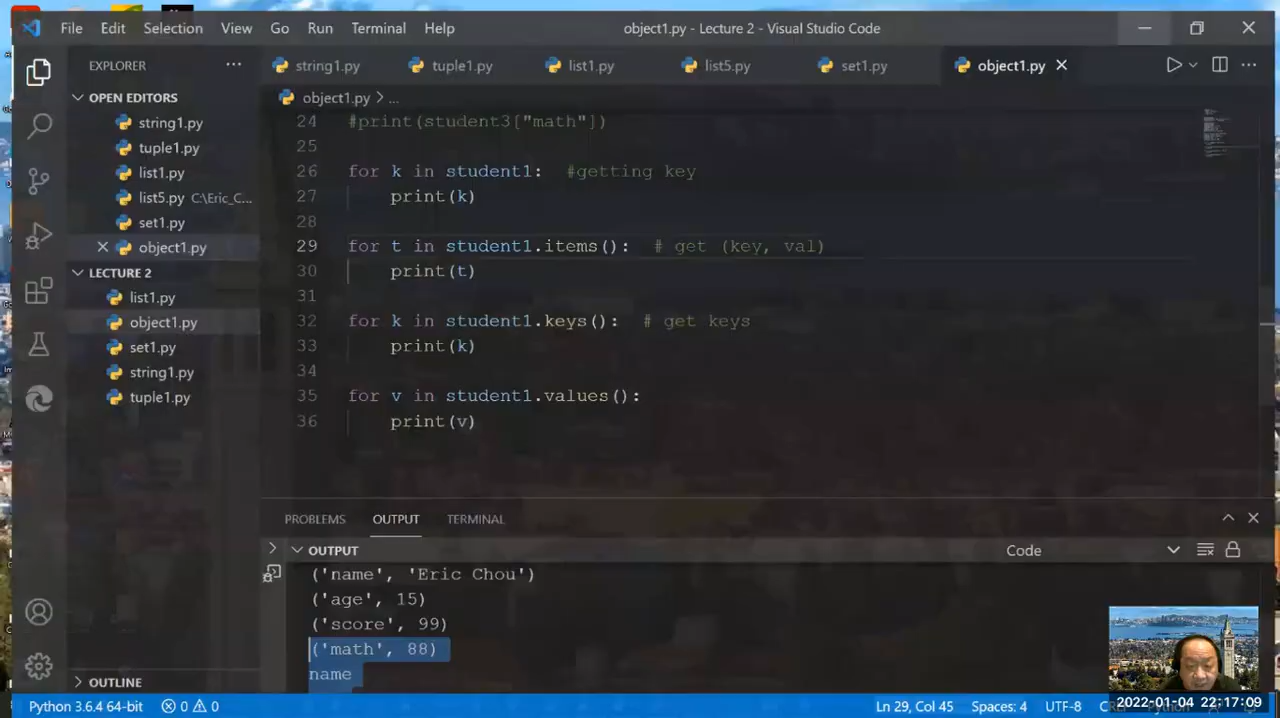 File Edit Selection View Go Run Terminal Help object1.py - Lecture 2 - Visual Studio Code
EXPLORER
string1.py tuple1.py list1.py list5.py set1.py object1.py
OPEN EDITORS
string1.py
tuple1.py
list1.py
list5.py C:\Eric_C...
set1.py
object1.py
LECTURE 2
list1.py
object1.py
set1.py
string1.py
tuple1.py
OUTLINE
object1.py > ...
24 #print(student3["math"])
25
26 for k in student1: #getting key
27 print(k)
28
29 for t in student1.items(): # get (key, val)
30 print(t)
31
32 for k in student1.keys(): # get keys
33 print(k)
34
35 for v in student1.values():
36 print(v)
PROBLEMS OUTPUT TERMINAL
OUTPUT Code
('name', 'Eric Chou')
('age', 15)
('score', 99)
('math', 88)
name
Python 3.6.4 64-bit 0 0 Ln 29, Col 45 Spaces: 4 UTF-8
2022-01-04 22:17:09